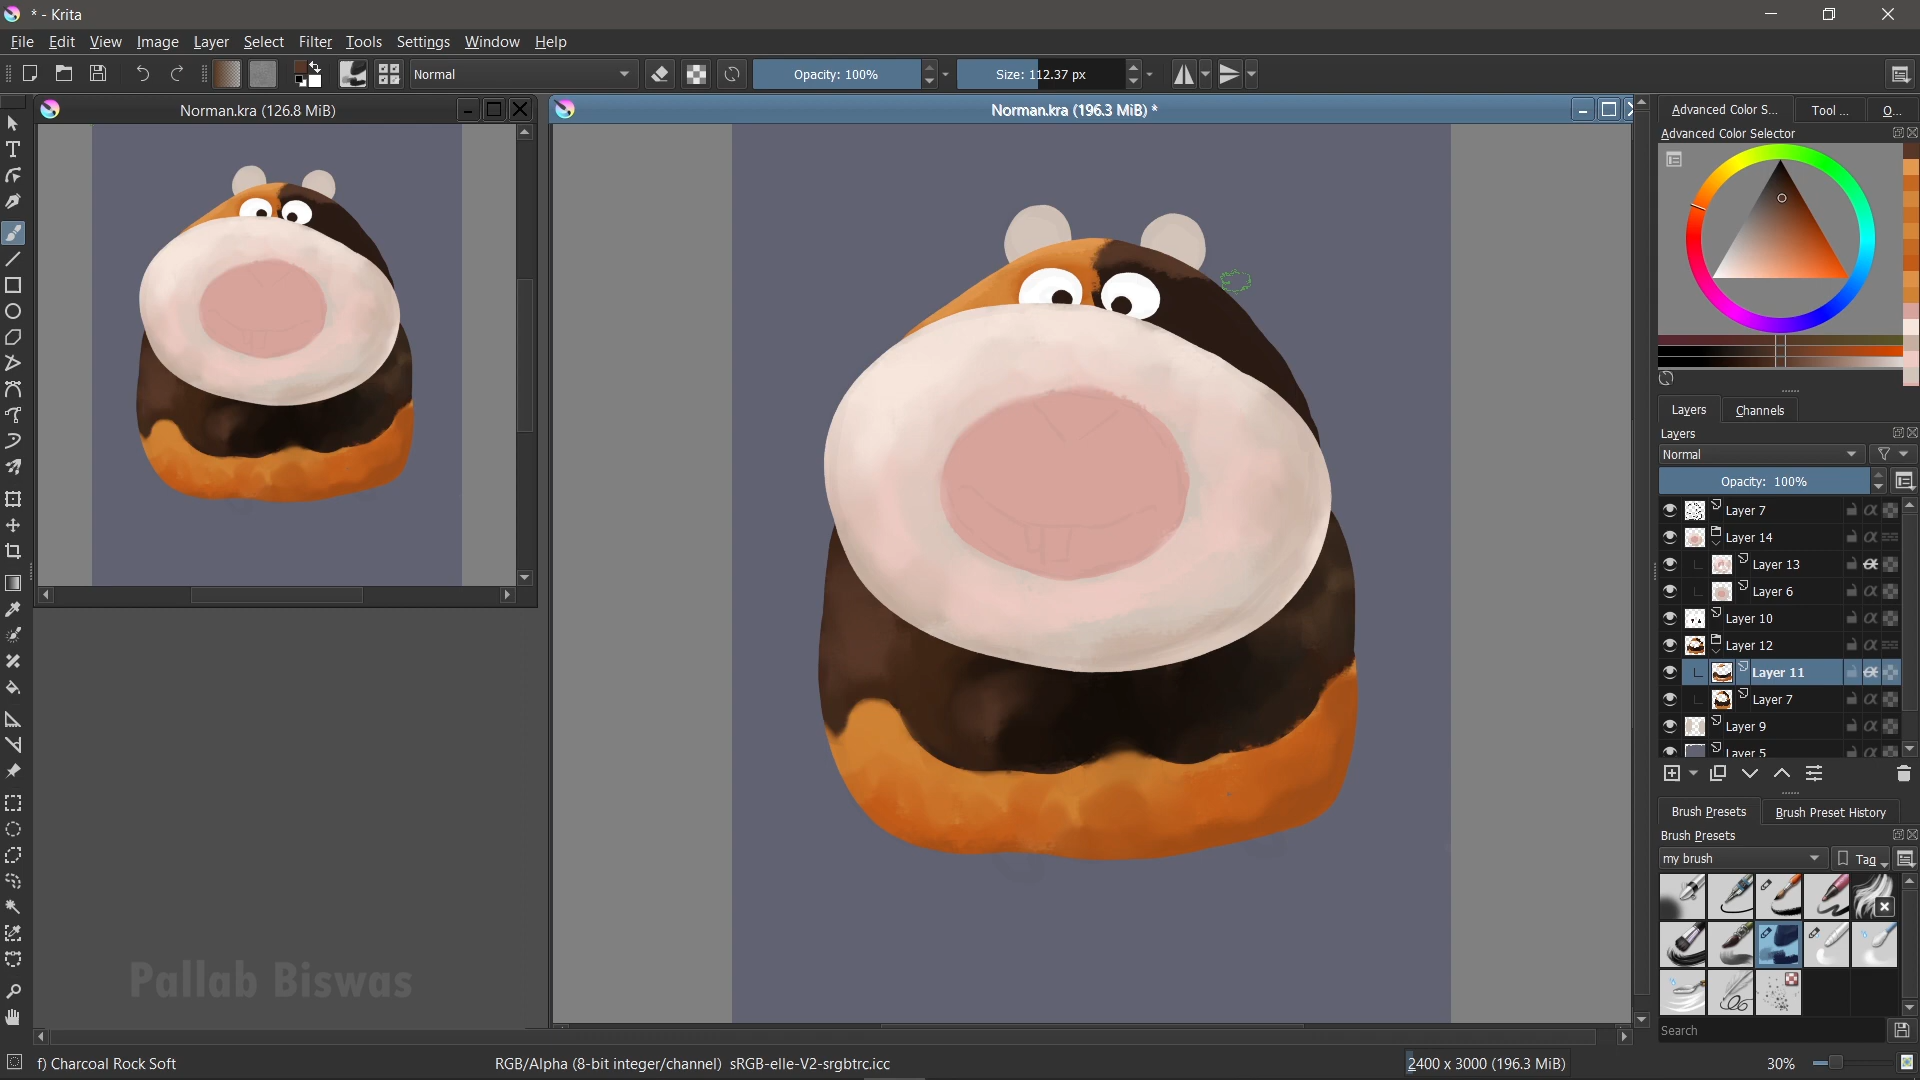 * - Krita
File Edit View Image Layer Select Filter Tools Settings Window Help
Normal
Opacity: 100%
Size: 112.37 px
Norman.kra (126.8 MiB)
Norman.kra (196.3 MiB) *
Advanced Color S...
Tool ...
O...
Advanced Color Selector
Layers
Channels
Layers
Normal
Opacity: 100%
Layer 7
Layer 14
Layer 13
Layer 6
Layer 10
Layer 12
Layer 11
Layer 7
Layer 9
Layer 5
Brush Presets
Brush Preset History
Brush Presets
my brush
Tag
Search
Pallab Biswas
f) Charcoal Rock Soft
RGB/Alpha (8-bit integer/channel) sRGB-elle-V2-srgbtrc.icc
2400 x 3000 (196.3 MiB)
30%